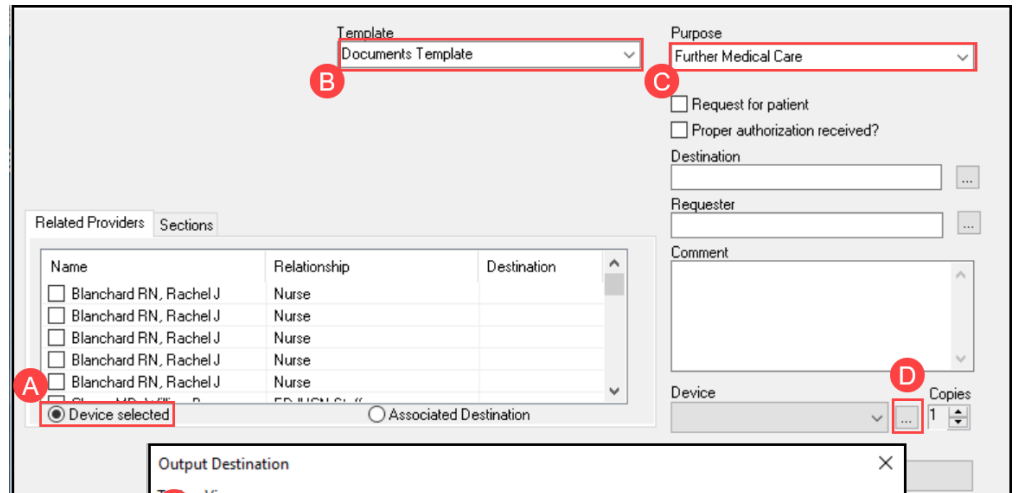 Template
Documents Template
B
Purpose
Further Medical Care
C
Request for patient
Proper authorization received?
Destination
...
Requester
...
Comment
Related Providers Sections
Name Relationship Destination
Blanchard RN, Rachel J Nurse
Blanchard RN, Rachel J Nurse
Blanchard RN, Rachel J Nurse
Blanchard RN, Rachel J Nurse
Blanchard RN, Rachel J Nurse
A
Device selected Associated Destination
D
Device Copies
... 1
Output Destination